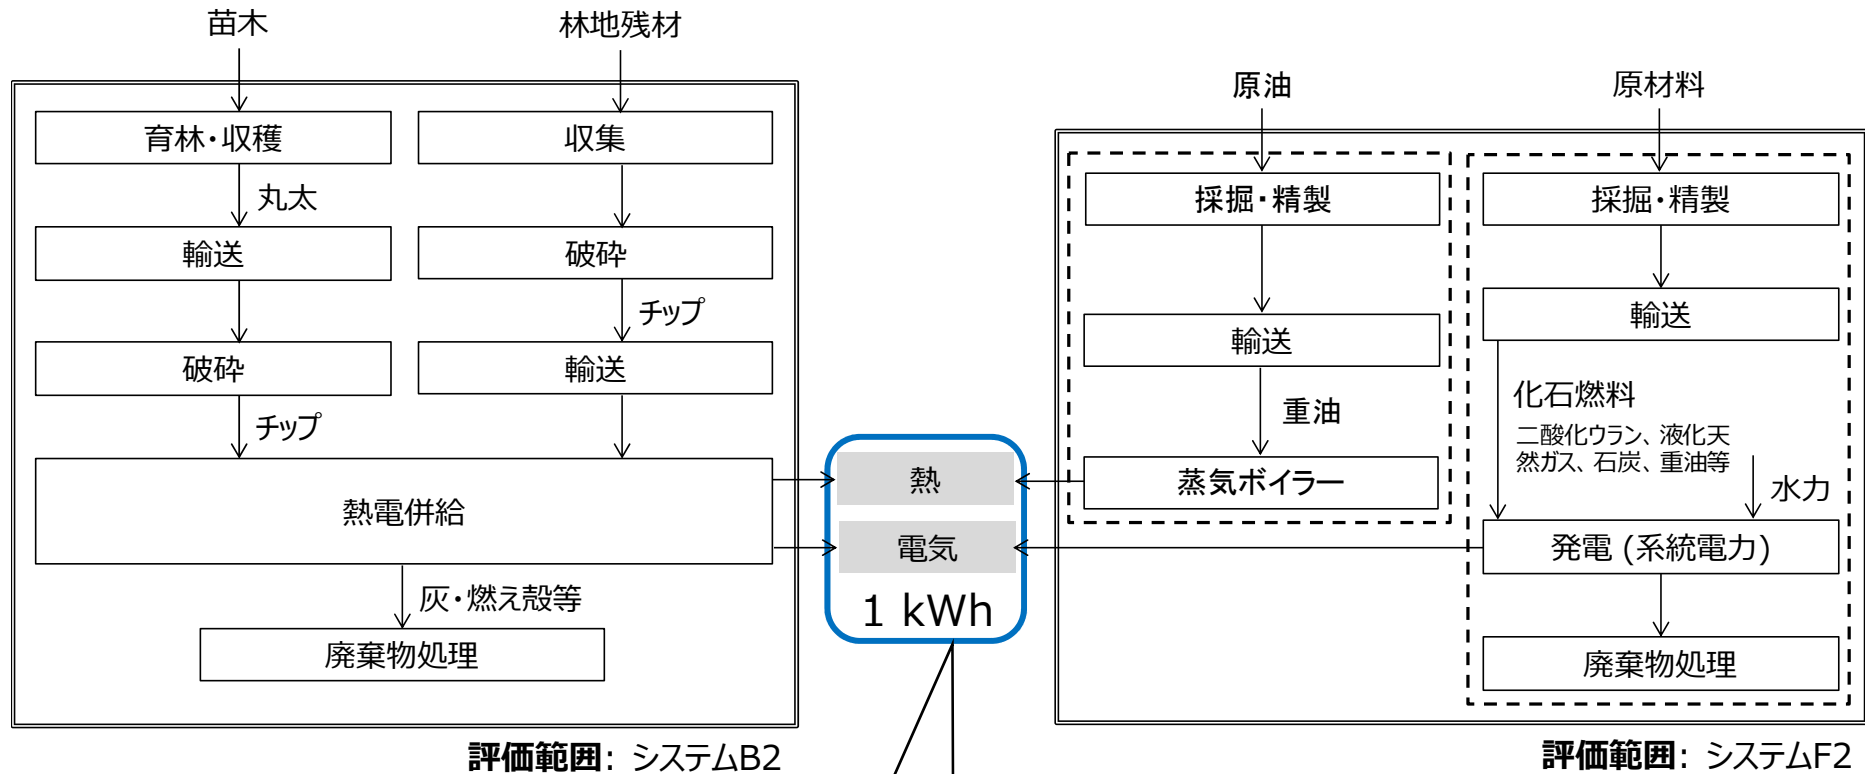 苗木
林地残材
育林・収穫
収集
丸太
輸送
破砕
チップ
破砕
輸送
チップ
熱電併給
灰・燃え殻等
廃棄物処理
評価範囲: システムB2
熱
電気
1 kWh
原油
原材料
採掘・精製
採掘・精製
輸送
輸送
重油
化石燃料
二酸化ウラン、液化天
然ガス、石炭、重油等
水力
蒸気ボイラー
発電 (系統電力)
廃棄物処理
評価範囲: システムF2